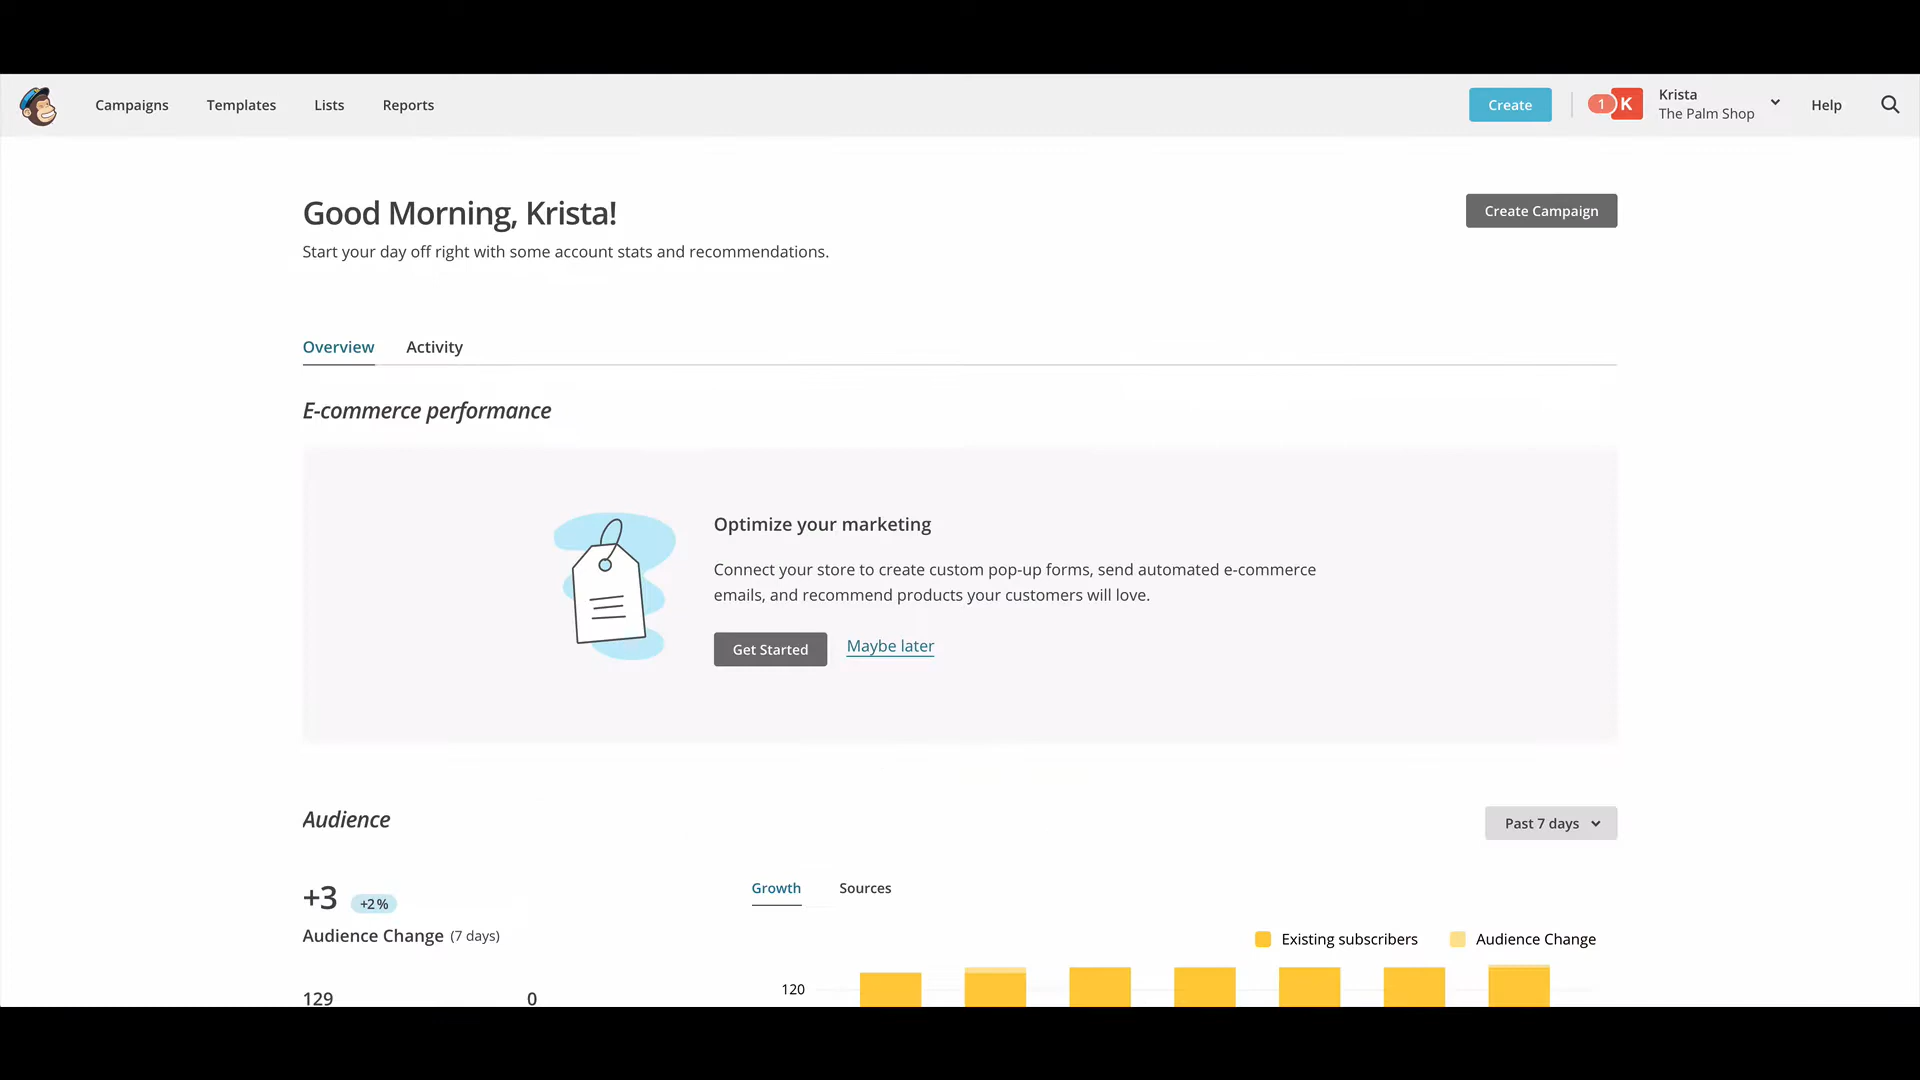 Campaigns Templates Lists Reports Create 1 K Krista Help
The Palm Shop
Good Morning, Krista!
Create Campaign
Start your day off right with some account stats and recommendations.
Overview Activity
E-commerce performance
Optimize your marketing
Connect your store to create custom pop-up forms, send automated e-commerce
emails, and recommend products your customers will love.
Get Started Maybe later
Audience
Past 7 days
+3 +2%
Audience Change (7 days)
Growth Sources
Existing subscribers Audience Change
129 0
120